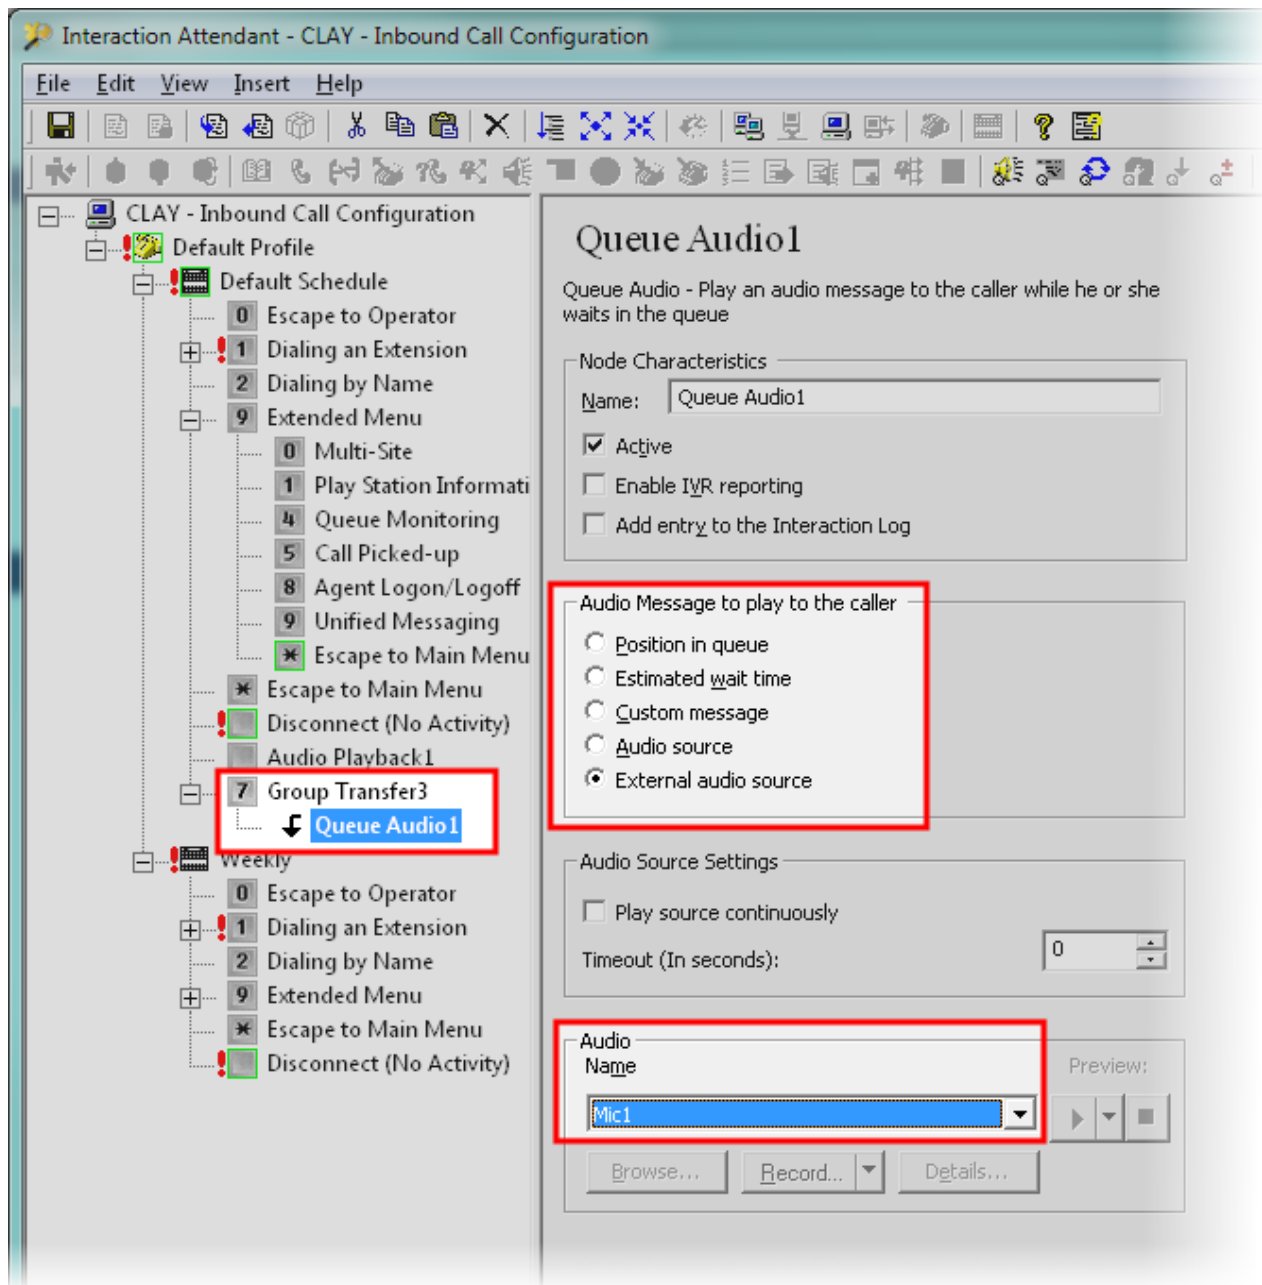 Interaction Attendant - CLAY - Inbound Call Configuration
File Edit View Insert Help
CLAY - Inbound Call Configuration
Default Profile
Default Schedule
0 Escape to Operator
1 Dialing an Extension
2 Dialing by Name
9 Extended Menu
0 Multi-Site
1 Play Station Informati
4 Queue Monitoring
5 Call Picked-up
8 Agent Logon/Logoff
9 Unified Messaging
* Escape to Main Menu
* Escape to Main Menu
Disconnect (No Activity)
Audio Playback1
7 Group Transfer3
Queue Audio1
Weekly
0 Escape to Operator
1 Dialing an Extension
2 Dialing by Name
9 Extended Menu
* Escape to Main Menu
Disconnect (No Activity)
Queue Audio1
Queue Audio - Play an audio message to the caller while he or she
waits in the queue
Node Characteristics
Name: Queue Audio1
Active
Enable IVR reporting
Add entry to the Interaction Log
Audio Message to play to the caller
Position in queue
Estimated wait time
Custom message
Audio source
External audio source
Audio Source Settings
Play source continuously
Timeout (In seconds): 0
Audio
Name Preview:
Mic1
Browse... Record... Details...